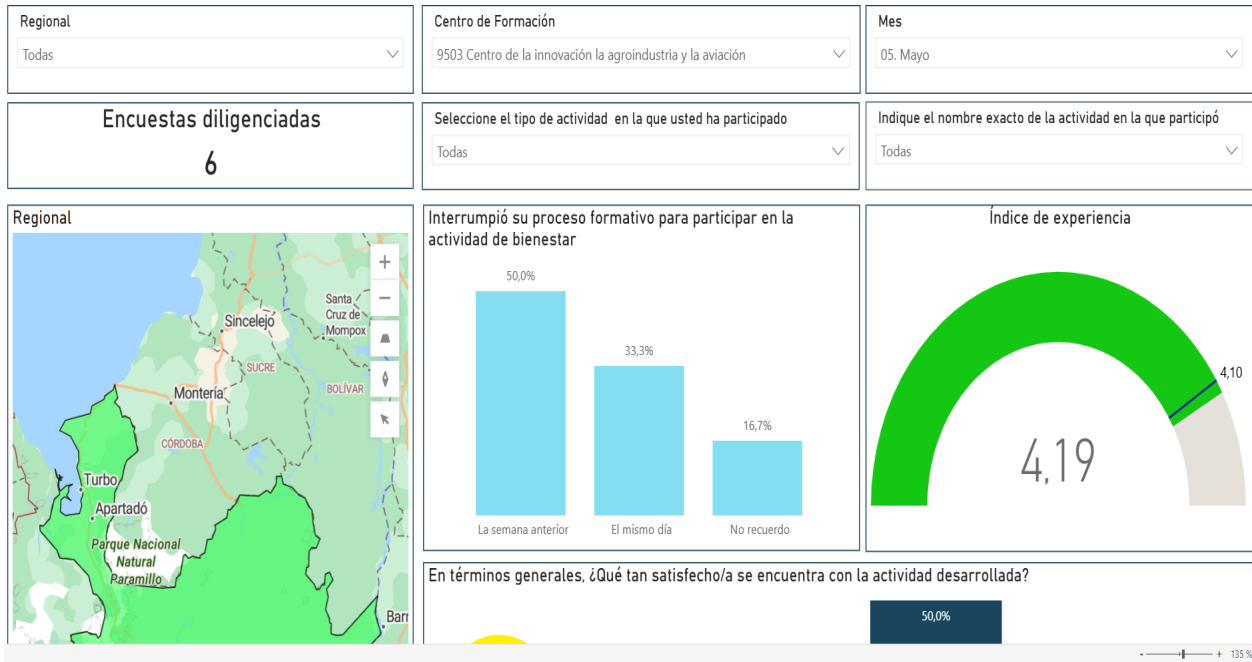 Regional
Todas
Centro de Formación
9503 Centro de la innovación la agroindustria y la aviación
Mes
05. Mayo
Encuestas diligenciadas
6
Seleccione el tipo de actividad en la que usted ha participado
Todas
Indique el nombre exacto de la actividad en la que participó
Todas
Regional
Santa
Cruz de
Mompox
Sincelejo
SUCRE
BOLÍVAR
Montería
CÓRDOBA
Turbo
Apartadó
Parque Nacional
Natural
Paramillo
Barr
Interrumpió su proceso formativo para participar en la
actividad de bienestar
50,0%
33,3%
16,7%
La semana anterior
El mismo día
No recuerdo
Índice de experiencia
4,10
4,19
En términos generales, ¿Qué tan satisfecho/a se encuentra con la actividad desarrollada?
50,0%
- + 135 %